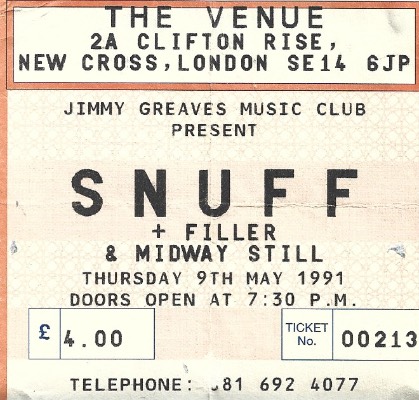 THE VENUE
2A CLIFTON RISE,
NEW CROSS, LONDON SE14 6JP
JIMMY GREAVES MUSIC CLUB
PRESENT
SNUFF
+ FILLER
& MIDWAY STILL
THURSDAY 9TH MAY 1991
DOORS OPEN AT 7:30 P.M.
£ 4.00 TICKET No. 00213
TELEPHONE: 81 692 4077